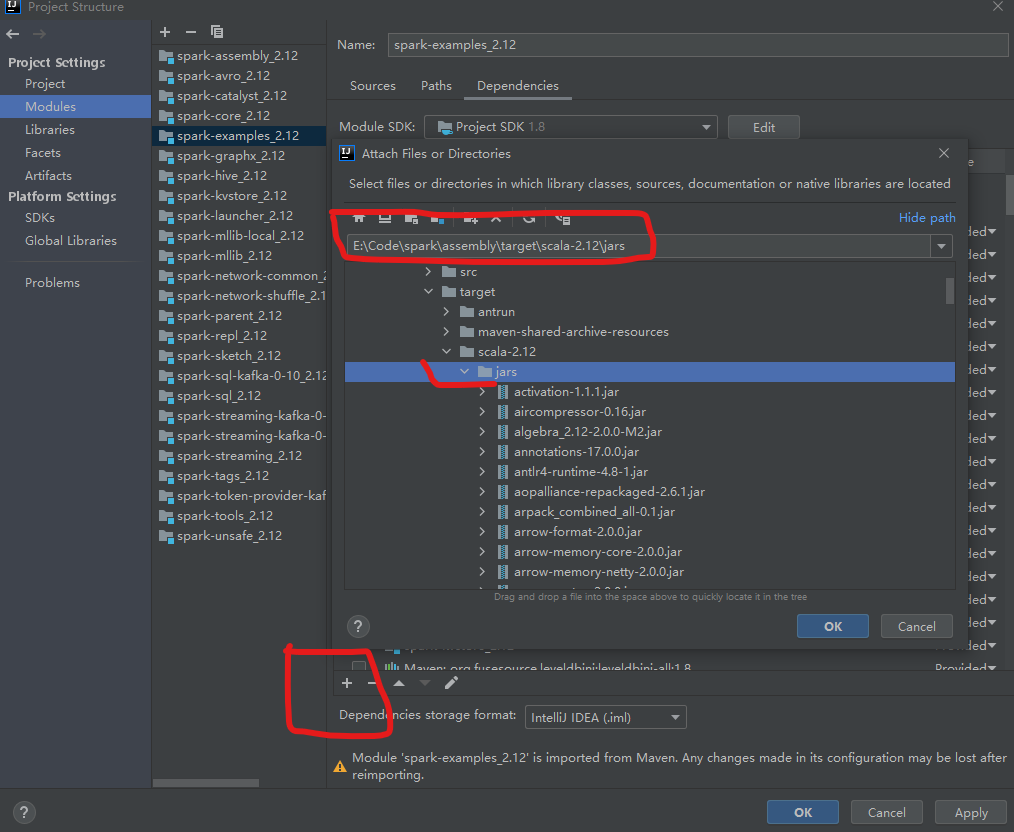 Project Structure
Project Settings
Project
Modules
Libraries
Facets
Artifacts
Platform Settings
SDKs
Global Libraries
Problems
spark-assembly_2.12
spark-avro_2.12
spark-catalyst_2.12
spark-core_2.12
spark-examples_2.12
spark-graphx_2.12
spark-hive_2.12
spark-kvstore_2.12
spark-launcher_2.12
spark-mllib-local_2.12
spark-mllib_2.12
spark-network-common_2
spark-network-shuffle_2.1
spark-parent_2.12
spark-repl_2.12
spark-sketch_2.12
spark-sql-kafka-0-10_2.12
spark-sql_2.12
spark-streaming-kafka-0-
spark-streaming-kafka-0-
spark-streaming_2.12
spark-tags_2.12
spark-token-provider-kaf
spark-tools_2.12
spark-unsafe_2.12
Name: spark-examples_2.12
Sources Paths Dependencies
Module SDK: Project SDK 1.8 Edit
Attach Files or Directories
Select files or directories in which library classes, sources, documentation or native libraries are located
Hide path
E:\Code\spark\assembly\target\scala-2.12\jars
src
target
antrun
maven-shared-archive-resources
scala-2.12
jars
activation-1.1.1.jar
aircompressor-0.16.jar
algebra_2.12-2.0.0-M2.jar
annotations-17.0.0.jar
antlr4-runtime-4.8-1.jar
aopalliance-repackaged-2.6.1.jar
arpack_combined_all-0.1.jar
arrow-format-2.0.0.jar
arrow-memory-core-2.0.0.jar
arrow-memory-netty-2.0.0.jar
Drag and drop a file into the space above to quickly locate it in the tree
? OK Cancel
Maven: org.fusesource.leveldbjni:leveldbjni-all:1.8 Provided
Dependencies storage format: IntelliJ IDEA (.iml)
Module 'spark-examples_2.12' is imported from Maven. Any changes made in its configuration may be lost after
reimporting.
? OK Cancel Apply